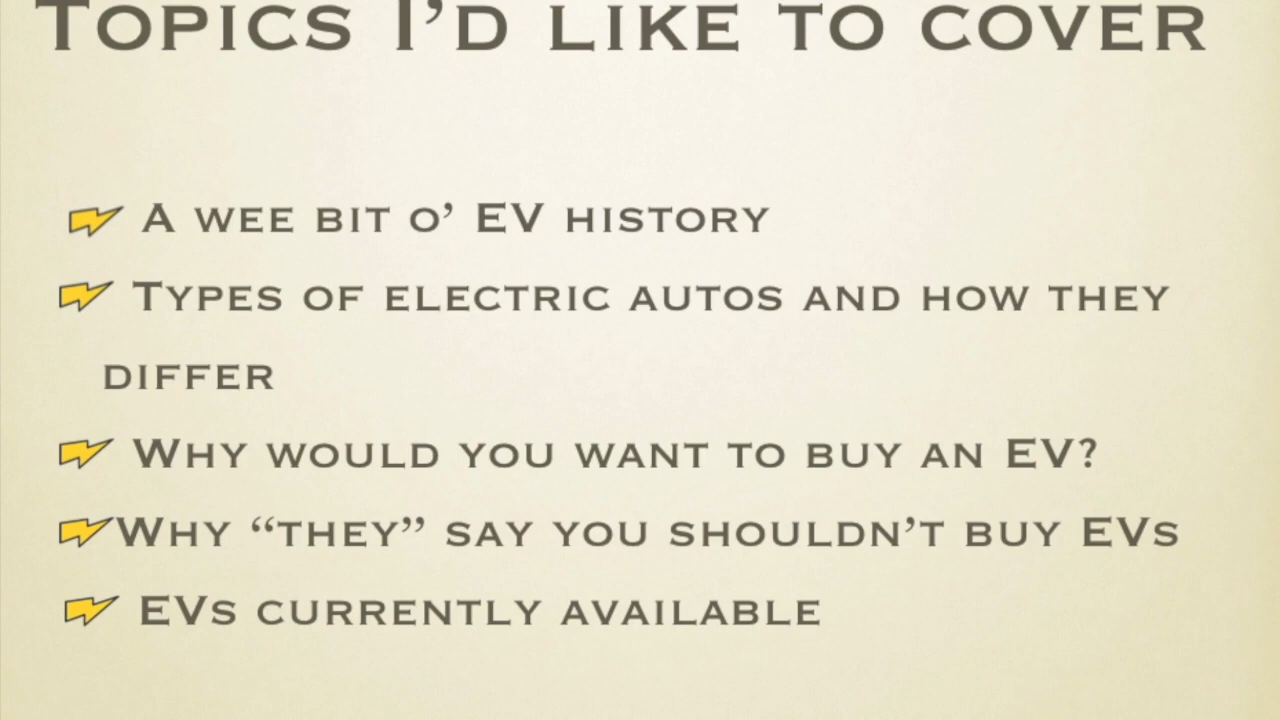 Topics I’d like to cover
A wee bit o’ EV history
Types of electric autos and how they
differ
Why would you want to buy an EV?
Why “they” say you shouldn’t buy EVs
EVs currently available